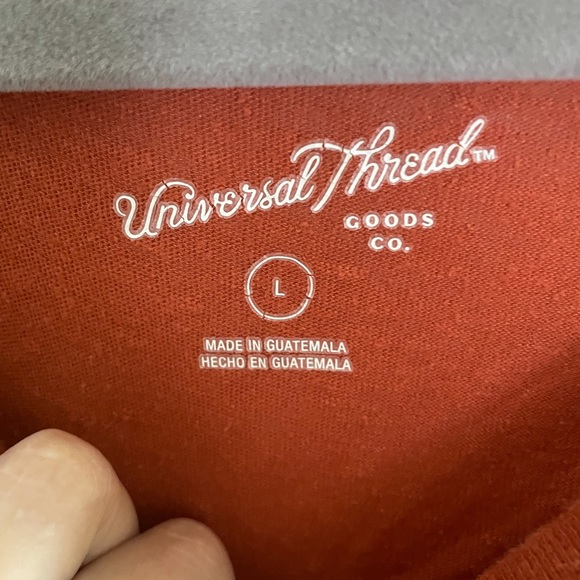 Universal Thread™
GOODS
CO.
L
MADE IN GUATEMALA
HECHO EN GUATEMALA